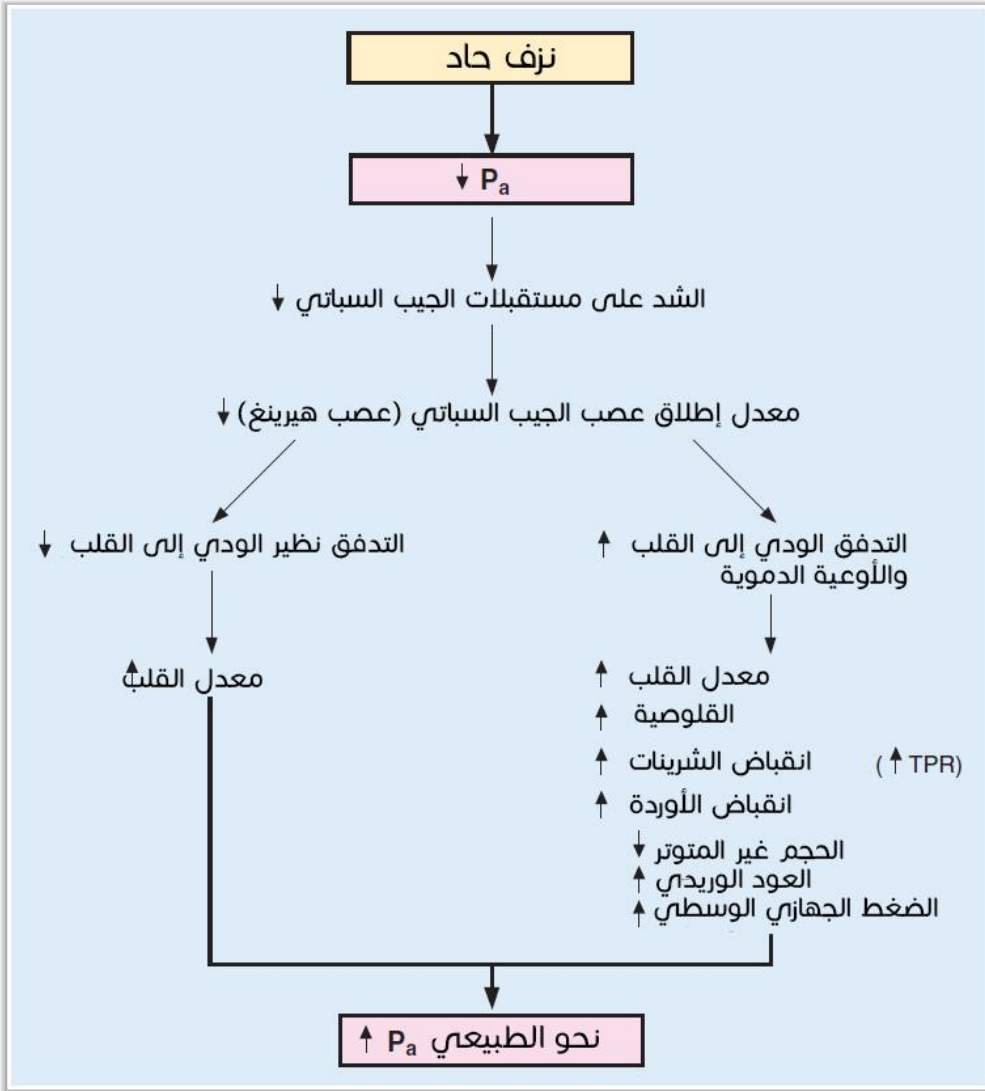 نزف حاد
↓ Pa
الشد على مستقبلات الجيب السباتي ↓
معدل إطلاق عصب الجيب السباتي (عصب هيرينغ) ↓
التدفق الودي إلى القلب ↑
والأوعية الدموية
معدل القلب ↑
القلوصية ↑
انقباض الشرينات ↑ (↑ TPR)
انقباض الأوردة ↑
الحجم غير المتوتر ↓
العود الوريدي ↑
الضغط الجهازي الوسطي ↑
التدفق نظير الودي إلى القلب ↓
معدل القلب ↑
نحو الطبيعي Pa ↑